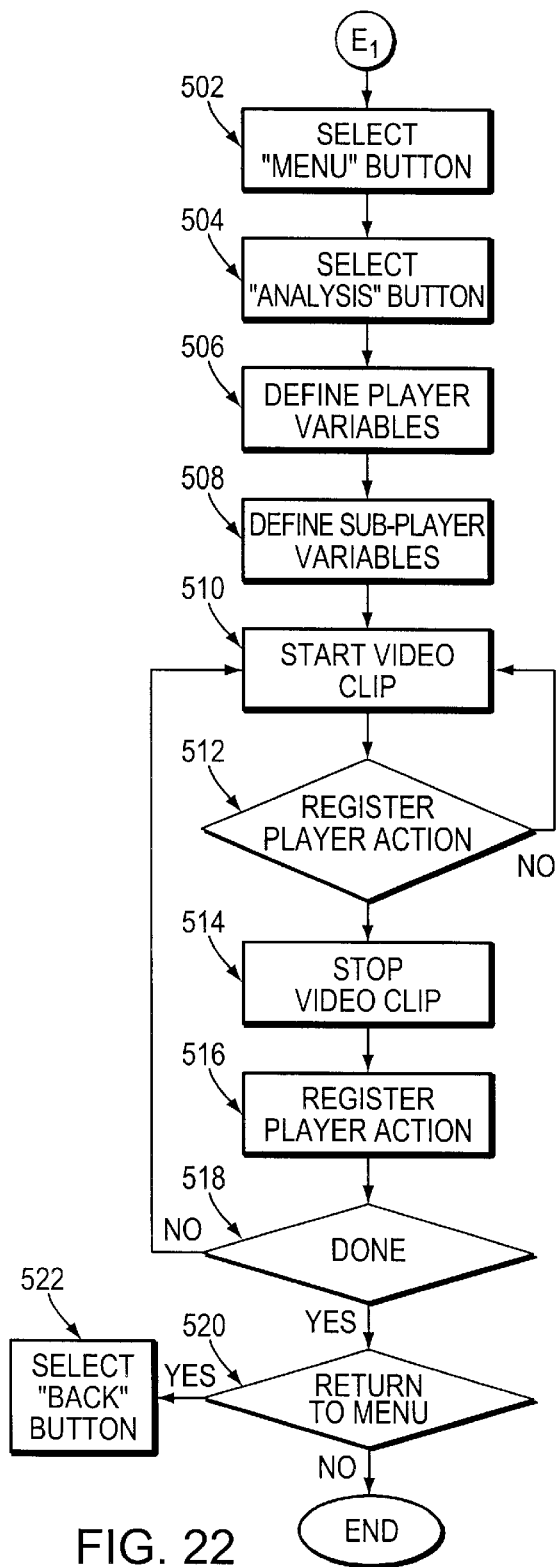 E1
502
SELECT
"MENU" BUTTON
504
SELECT
"ANALYSIS" BUTTON
506
DEFINE PLAYER
VARIABLES
508
DEFINE SUB-PLAYER
VARIABLES
510
START VIDEO
CLIP
512
REGISTER
PLAYER ACTION
NO
514
STOP
VIDEO CLIP
516
REGISTER
PLAYER ACTION
518
NO
DONE
YES
522
SELECT
"BACK"
BUTTON
YES
520
RETURN
TO MENU
NO
END
FIG. 22